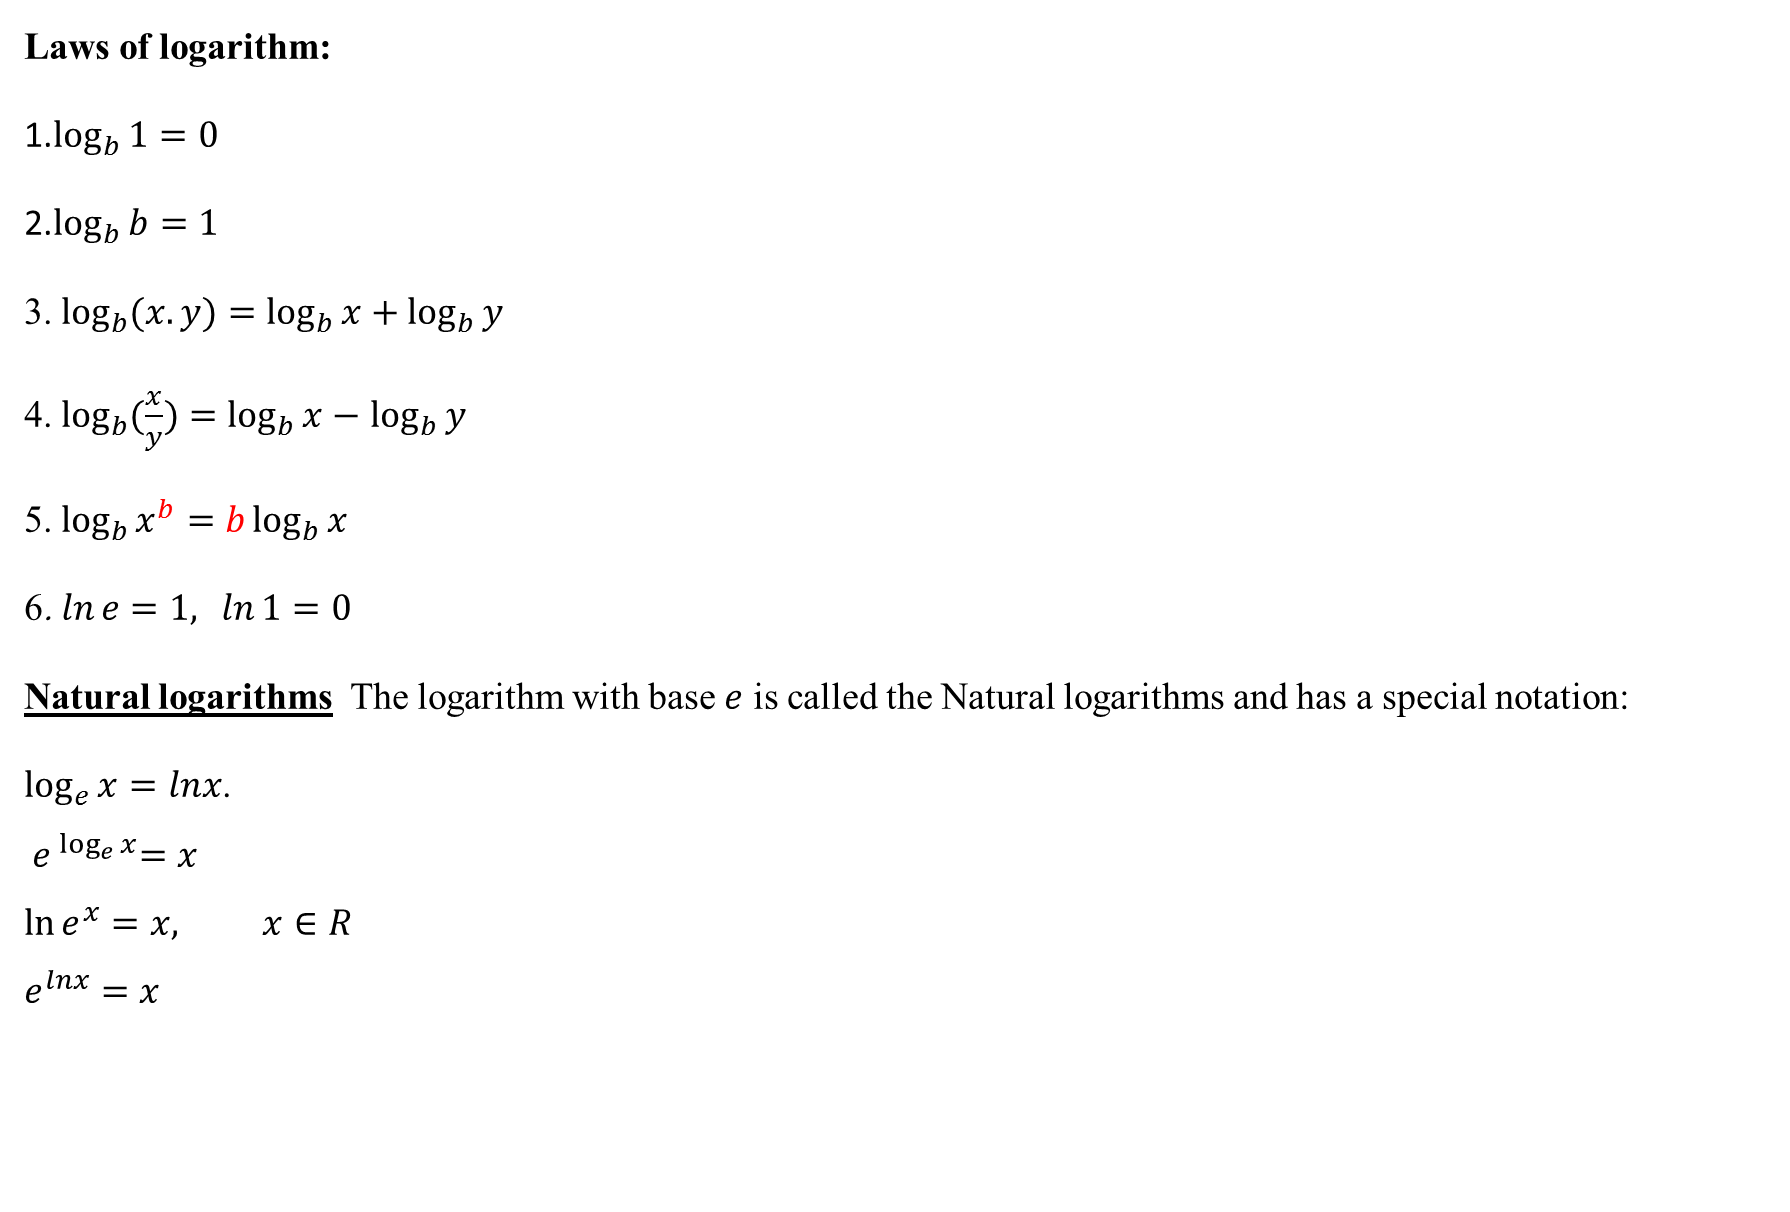 Laws of logarithm:
1.log_b 1 = 0
2.log_b b = 1
3. log_b(x. y) = log_b x + log_b y
4. log_b(x/y) = log_b x − log_b y
5. log_b x^b = b log_b x
6. ln e = 1, ln 1 = 0
Natural logarithms The logarithm with base e is called the Natural logarithms and has a special notation:
log_e x = lnx.
e^{log_e x} = x
ln e^x = x, x ∈ R
e^{lnx} = x